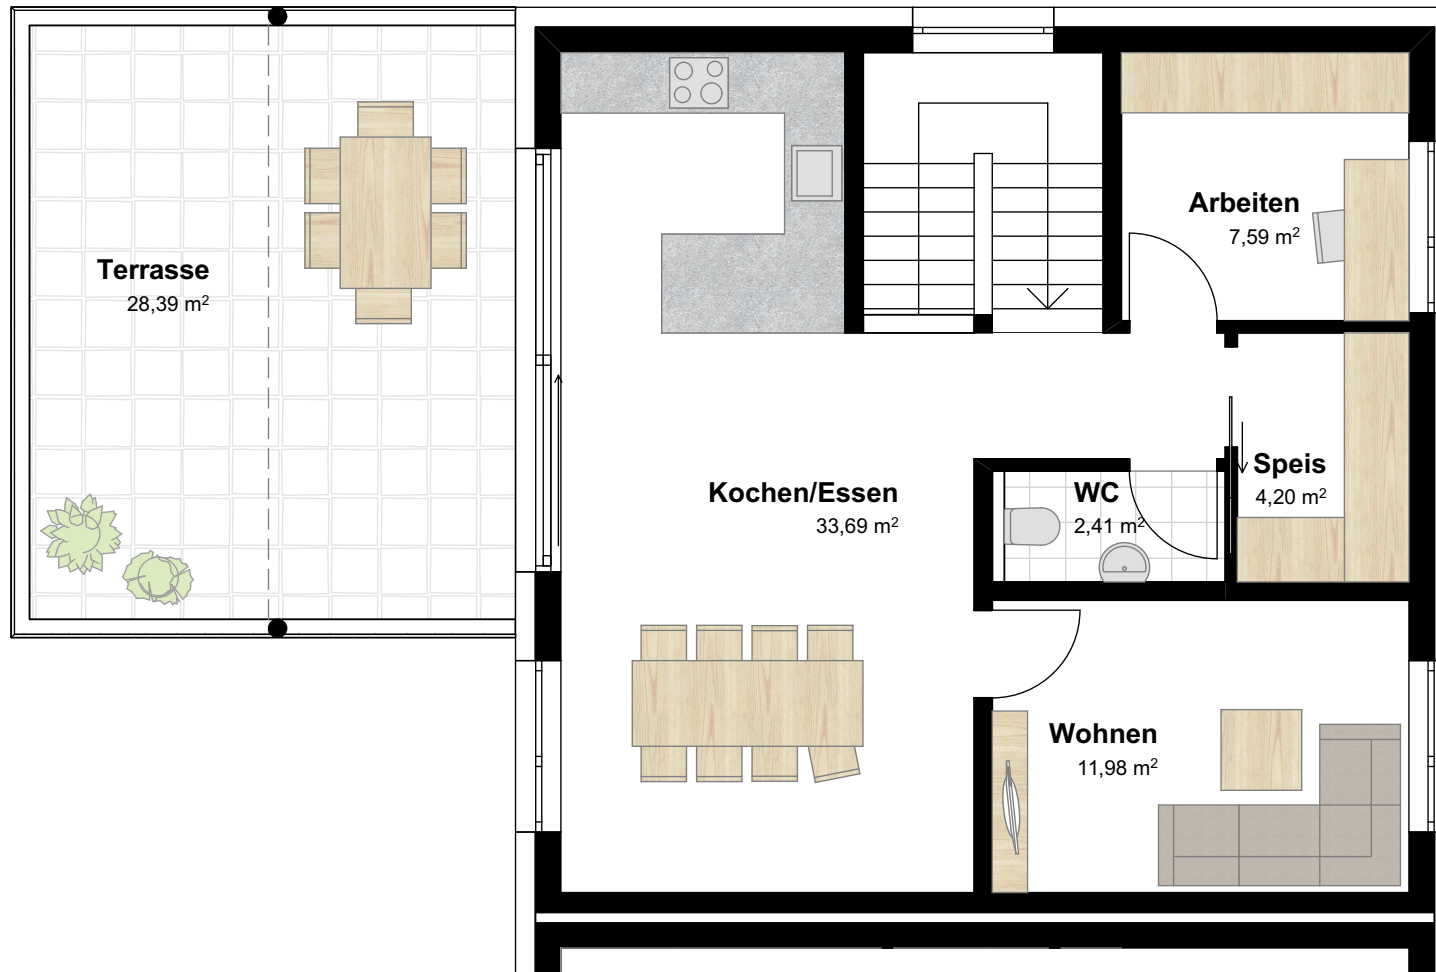 Arbeiten
7,59 m²
Terrasse
28,39 m²
Kochen/Essen
33,69 m²
WC
2,41 m²
Speis
4,20 m²
Wohnen
11,98 m²